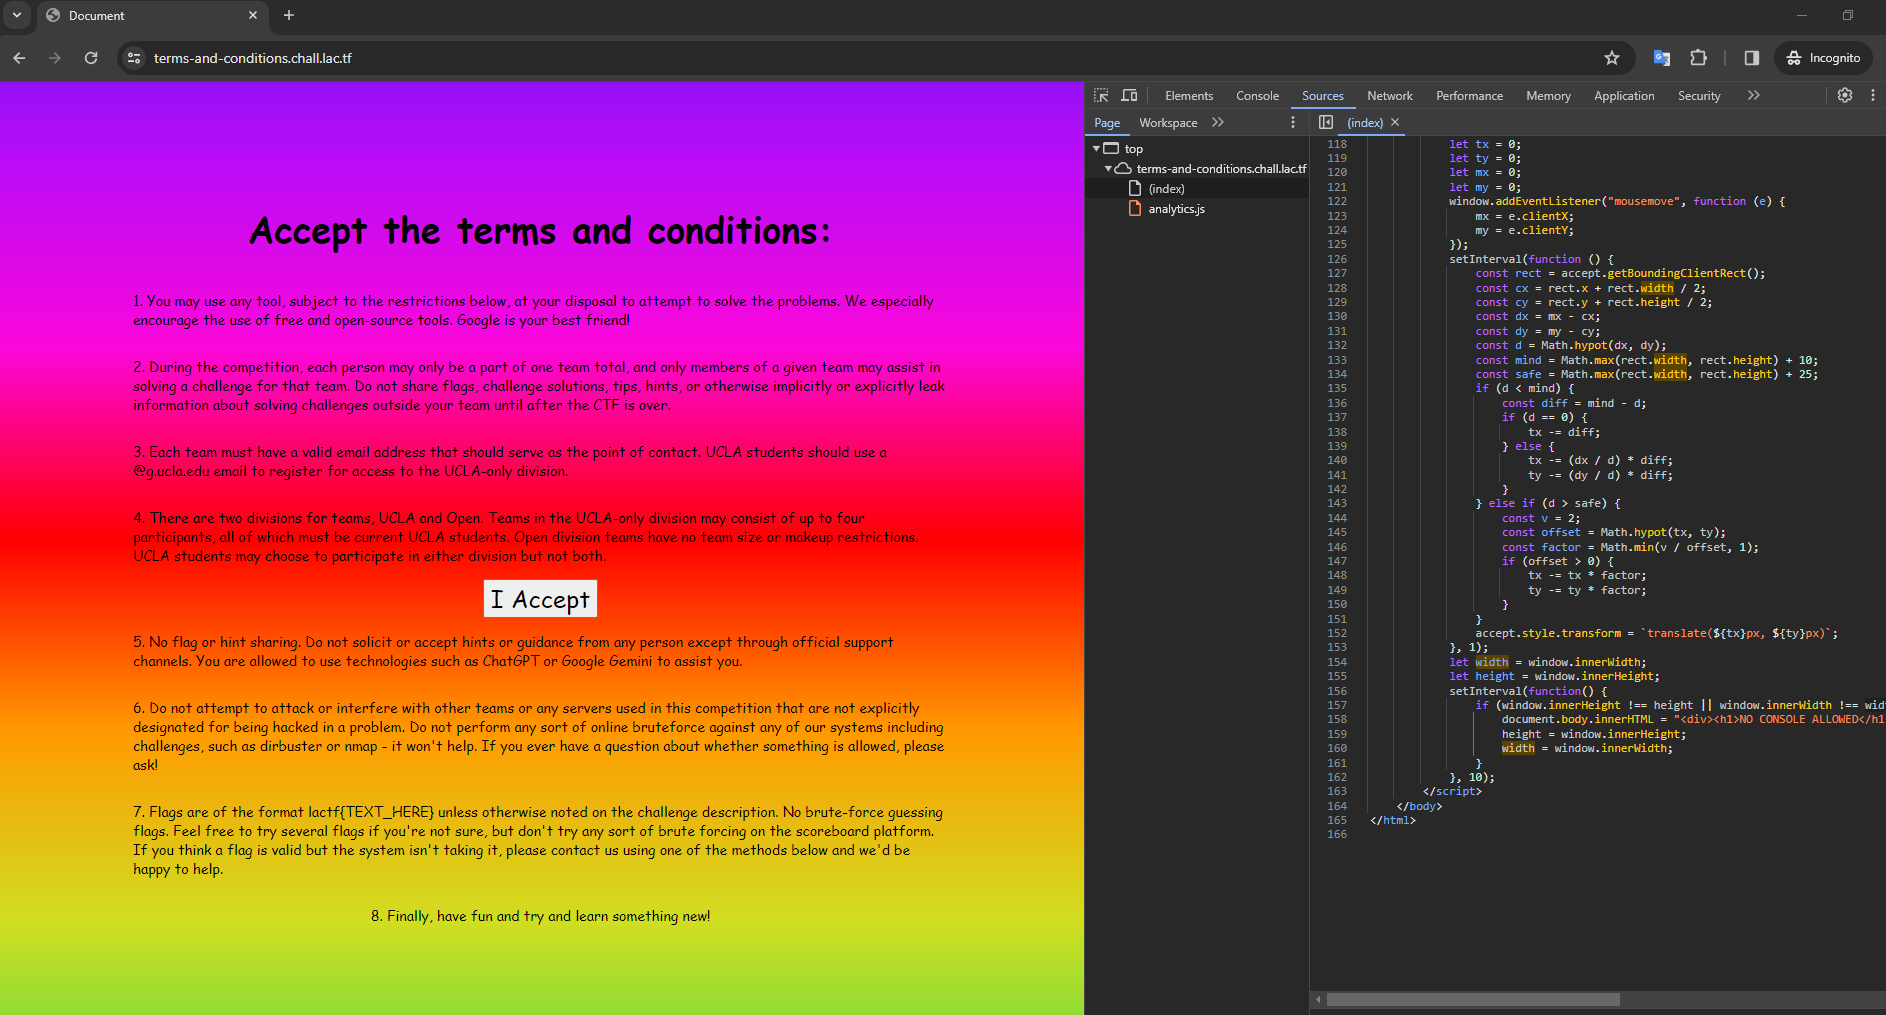 Document
terms-and-conditions.chall.lac.tf
Incognito
Accept the terms and conditions:
1. You may use any tool, subject to the restrictions below, at your disposal to attempt to solve the problems. We especially
encourage the use of free and open-source tools. Google is your best friend!
2. During the competition, each person may only be a part of one team total, and only members of a given team may assist in
solving a challenge for that team. Do not share flags, challenge solutions, tips, hints, or otherwise implicitly or explicitly leak
information about solving challenges outside your team until after the CTF is over.
3. Each team must have a valid email address that should serve as the point of contact. UCLA students should use a
@g.ucla.edu email to register for access to the UCLA-only division.
4. There are two divisions for teams, UCLA and Open. Teams in the UCLA-only division may consist of up to four
participants, all of which must be current UCLA students. Open division teams have no team size or makeup restrictions.
UCLA students may choose to participate in either division but not both.
I Accept
5. No flag or hint sharing. Do not solicit or accept hints or guidance from any person except through official support
channels. You are allowed to use technologies such as ChatGPT or Google Gemini to assist you.
6. Do not attempt to attack or interfere with other teams or any servers used in this competition that are not explicitly
designated for being hacked in a problem. Do not perform any sort of online bruteforce against any of our systems including
challenges, such as dirbuster or nmap - it won't help. If you ever have a question about whether something is allowed, please
ask!
7. Flags are of the format lactf{TEXT_HERE} unless otherwise noted on the challenge description. No brute-force guessing
flags. Feel free to try several flags if you're not sure, but don't try any sort of brute forcing on the scoreboard platform.
If you think a flag is valid but the system isn't taking it, please contact us using one of the methods below and we'd be
happy to help.
8. Finally, have fun and try and learn something new!
Elements Console Sources Network Performance Memory Application Security
Page Workspace
(index)
top
terms-and-conditions.chall.lac.tf
(index)
analytics.js
118 let tx = 0;
119 let ty = 0;
120 let mx = 0;
121 let my = 0;
122 window.addEventListener("mousemove", function (e) {
123 mx = e.clientX;
124 my = e.clientY;
125 });
126 setInterval(function () {
127 const rect = accept.getBoundingClientRect();
128 const cx = rect.x + rect.width / 2;
129 const cy = rect.y + rect.height / 2;
130 const dx = mx - cx;
131 const dy = my - cy;
132 const d = Math.hypot(dx, dy);
133 const mind = Math.max(rect.width, rect.height) + 10;
134 const safe = Math.max(rect.width, rect.height) + 25;
135 if (d < mind) {
136 const diff = mind - d;
137 if (d == 0) {
138 tx -= diff;
139 } else {
140 tx -= (dx / d) * diff;
141 ty -= (dy / d) * diff;
142 }
143 } else if (d > safe) {
144 const v = 2;
145 const offset = Math.hypot(tx, ty);
146 const factor = Math.min(v / offset, 1);
147 if (offset > 0) {
148 tx -= tx * factor;
149 ty -= ty * factor;
150 }
151 }
152 accept.style.transform = `translate(${tx}px, ${ty}px)`;
153 }, 1);
154 let width = window.innerWidth;
155 let height = window.innerHeight;
156 setInterval(function() {
157 if (window.innerHeight !== height || window.innerWidth !== wid
158 document.body.innerHTML = "<div><h1>NO CONSOLE ALLOWED</h1
159 height = window.innerHeight;
160 width = window.innerWidth;
161 }
162 }, 10);
163 </script>
164 </body>
165 </html>
166